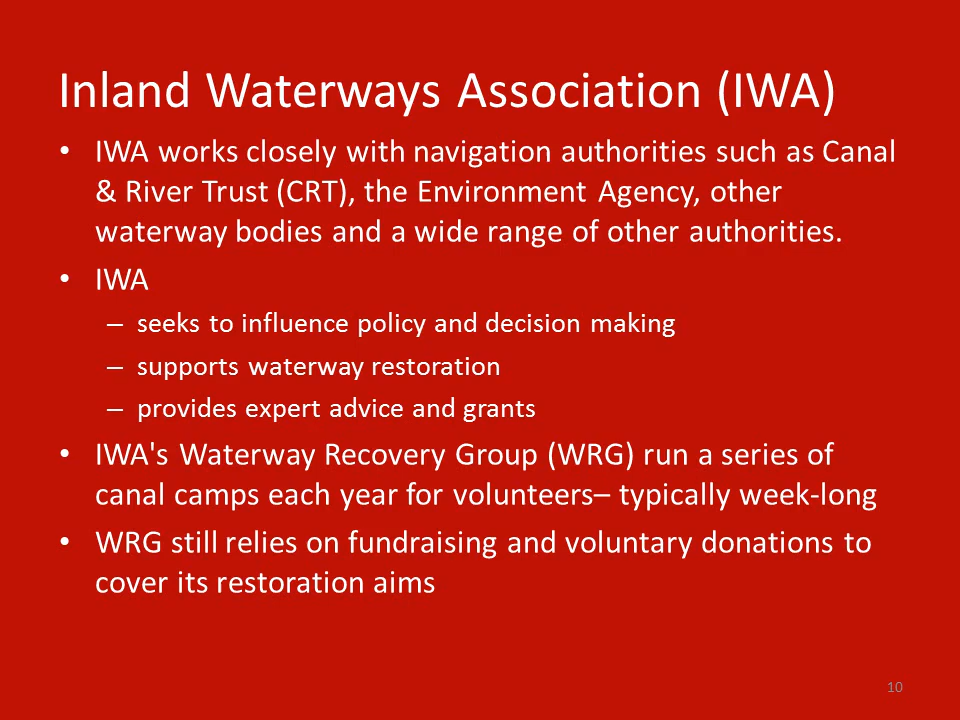 Inland Waterways Association (IWA)
• IWA works closely with navigation authorities such as Canal
& River Trust (CRT), the Environment Agency, other
waterway bodies and a wide range of other authorities.
• IWA
– seeks to influence policy and decision making
– supports waterway restoration
– provides expert advice and grants
• IWA's Waterway Recovery Group (WRG) run a series of
canal camps each year for volunteers– typically week-long
• WRG still relies on fundraising and voluntary donations to
cover its restoration aims
10